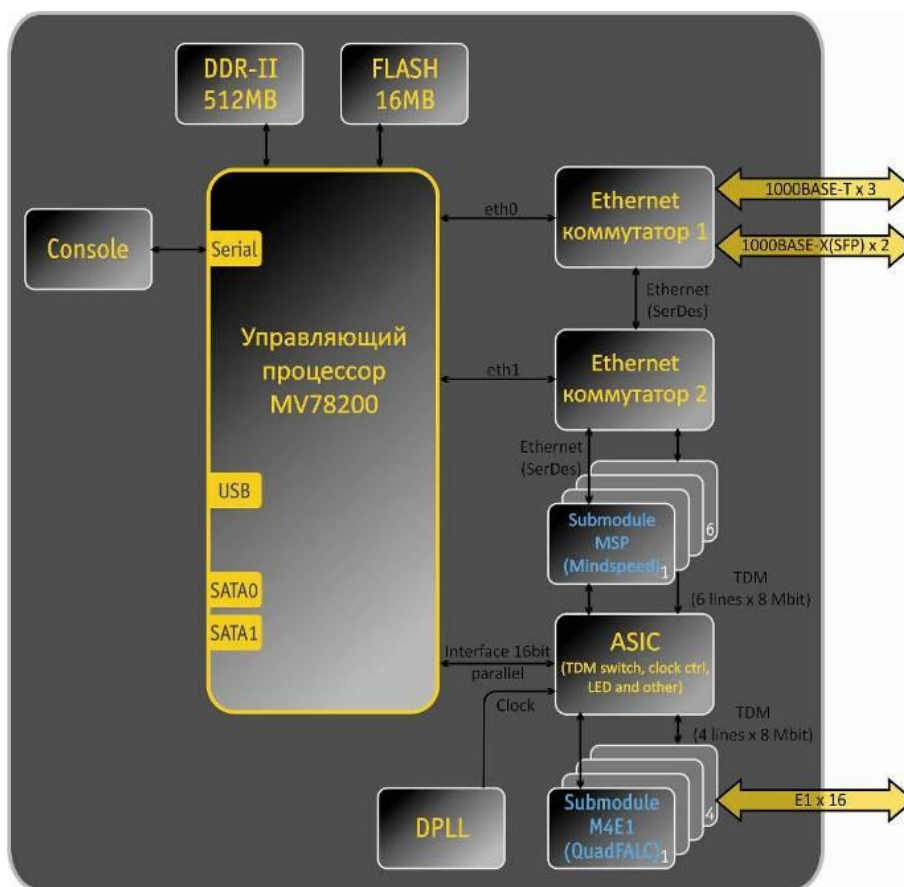 DDR-II
512MB
FLASH
16MB
Console
Serial
Управляющий
процессор
MV78200
USB
SATA0
SATA1
eth0
Ethernet
коммутатор 1
1000BASE-T x 3
1000BASE-X(SFP) x 2
Ethernet
(SerDes)
eth1
Ethernet
коммутатор 2
Ethernet
(SerDes)
Submodule
MSP
(Mindspeed)
1
6
TDM
(6 lines x 8 Mbit)
Interface 16bit
parallel
ASIC
(TDM switch, clock ctrl,
LED and other)
Clock
TDM
(4 lines x 8 Mbit)
DPLL
Submodule
M4E1
(QuadFALC)
1
4
E1 x 16